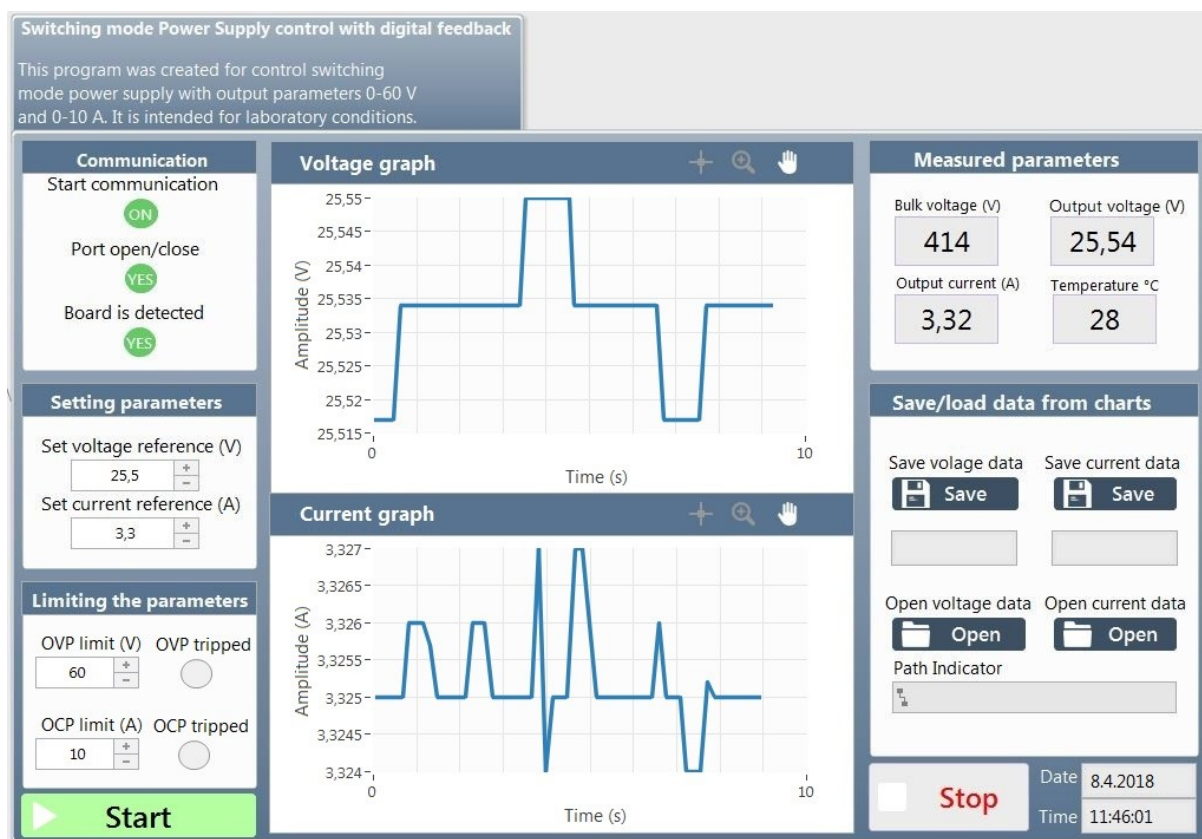 Switching mode Power Supply control with digital feedback
This program was created for control switching
mode power supply with output parameters 0-60 V
and 0-10 A. It is intended for laboratory conditions.
Communication
Start communication
ON
Port open/close
YES
Board is detected
YES
Setting parameters
Set voltage reference (V)
25,5
+
−
Set current reference (A)
3,3
+
−
Limiting the parameters
OVP limit (V) OVP tripped
60
+
−
OCP limit (A) OCP tripped
10
+
−
Start
Voltage graph
Amplitude (V)
25,55
25,545
25,54
25,535
25,53
25,525
25,52
25,515
0 10
Time (s)
Current graph
Amplitude (A)
3,327
3,3265
3,326
3,3255
3,325
3,3245
3,324
0 10
Time (s)
Measured parameters
Bulk voltage (V) Output voltage (V)
414 25,54
Output current (A) Temperature °C
3,32 28
Save/load data from charts
Save volage data Save current data
Save Save
Open voltage data Open current data
Open Open
Path Indicator
Stop
Date 8.4.2018
Time 11:46:01